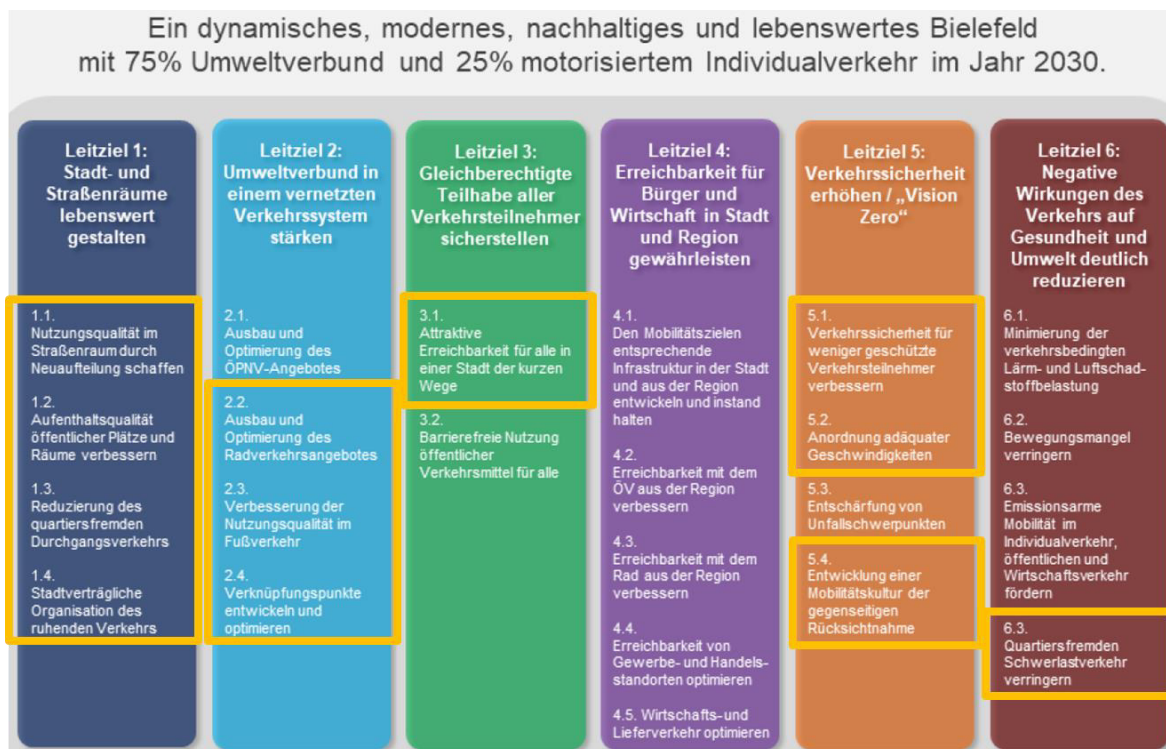 Ein dynamisches, modernes, nachhaltiges und lebenswertes Bielefeld
mit 75% Umweltverbund und 25% motorisiertem Individualverkehr im Jahr 2030.
Leitziel 1:
Stadt- und
Straßenräume
lebenswert
gestalten
1.1.
Nutzungsqualität im
Straßenraum durch
Neuaufteilung schaffen
1.2.
Aufenthaltsqualität
öffentlicher Plätze und
Räume verbessern
1.3.
Reduzierung des
quartiersfremden
Durchgangsverkehrs
1.4.
Stadtverträgliche
Organisation des
ruhenden Verkehrs
Leitziel 2:
Umweltverbund in
einem vernetzten
Verkehrssystem
stärken
2.1.
Ausbau und
Optimierung des
ÖPNV-Angebotes
2.2.
Ausbau und
Optimierung des
Radverkehrsangebotes
2.3.
Verbesserung der
Nutzungsqualität im
Fußverkehr
2.4.
Verknüpfungspunkte
entwickeln und
optimieren
Leitziel 3:
Gleichberechtigte
Teilhabe aller
Verkehrsteilnehmer
sicherstellen
3.1.
Attraktive
Erreichbarkeit für alle in
einer Stadt der kurzen
Wege
3.2.
Barrierefreie Nutzung
öffentlicher
Verkehrsmittel für alle
Leitziel 4:
Erreichbarkeit für
Bürger und
Wirtschaft in Stadt
und Region
gewährleisten
4.1.
Den Mobilitätszielen
entsprechende
Infrastruktur in der Stadt
und aus der Region
entwickeln und instand
halten
4.2.
Erreichbarkeit mit dem
ÖV aus der Region
verbessern
4.3.
Erreichbarkeit mit dem
Rad aus der Region
verbessern
4.4.
Erreichbarkeit von
Gewerbe- und Handels-
standorten optimieren
4.5. Wirtschafts- und
Lieferverkehr optimieren
Leitziel 5:
Verkehrssicherheit
erhöhen / „Vision
Zero“
5.1
Verkehrssicherheit für
weniger geschützte
Verkehrsteilnehmer
verbessern
5.2.
Anordnung adäquater
Geschwindigkeiten
5.3.
Entschärfung von
Unfallschwerpunkten
5.4.
Entwicklung einer
Mobilitätskultur der
gegenseitigen
Rücksichtnahme
Leitziel 6:
Negative
Wirkungen des
Verkehrs auf
Gesundheit und
Umwelt deutlich
reduzieren
6.1.
Minimierung der
verkehrsbedingten
Lärm- und Luftschad-
stoffbelastung
6.2.
Bewegungsmangel
verringern
6.3.
Emissionsarme
Mobilität im
Individualverkehr,
öffentlichen und
Wirtschaftsverkehr
fördern
6.3.
Quartiersfremden
Schwerlastverkehr
verringern